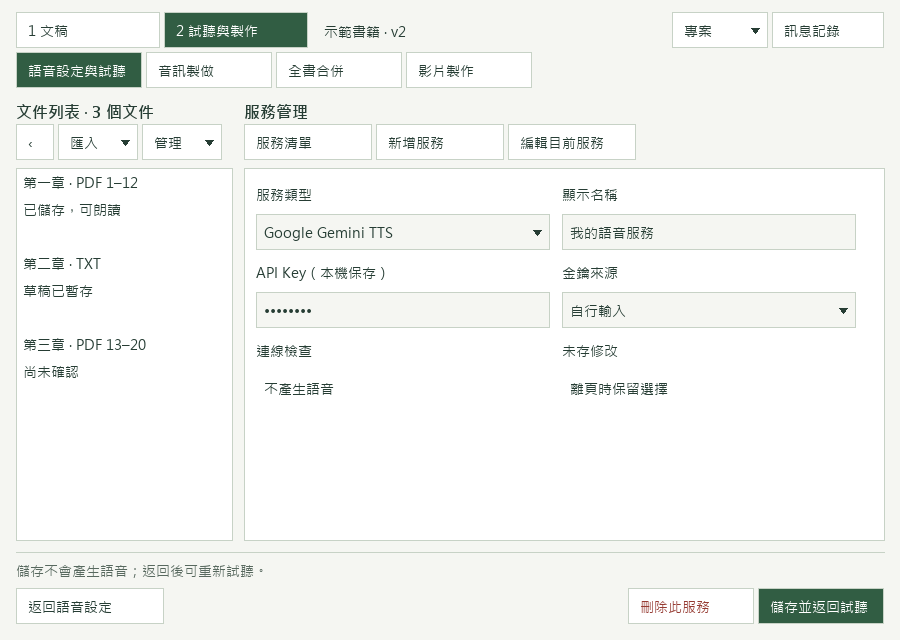 1 文稿
2 試聽與製作
示範書籍 · v2
專案
訊息記錄
語音設定與試聽
音訊製做
全書合併
影片製作
文件列表 · 3 個文件
服務管理
‹
匯入
管理
服務清單
新增服務
編輯目前服務
第一章 · PDF 1–12
已儲存，可朗讀
第二章 · TXT
草稿已暫存
第三章 · PDF 13–20
尚未確認
服務類型
顯示名稱
Google Gemini TTS
我的語音服務
API Key（本機保存）
金鑰來源
••••••••
自行輸入
連線檢查
未存修改
不產生語音
離頁時保留選擇
儲存不會產生語音；返回後可重新試聽。
返回語音設定
刪除此服務
儲存並返回試聽